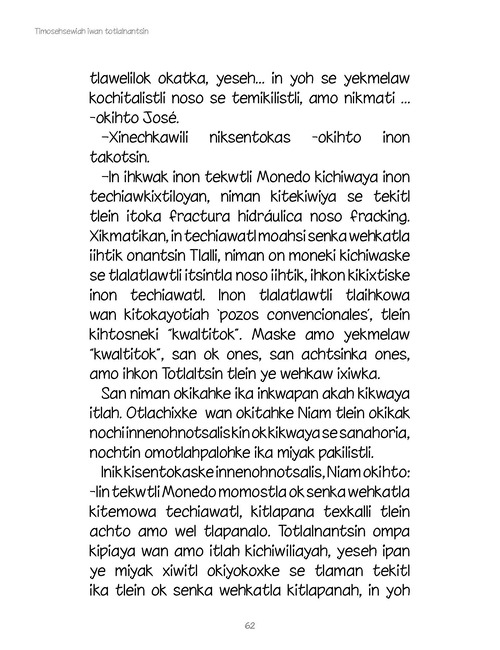 Timosehsewiah iwan totlalnantsin
tlawelilok okatka, yeseh... in yoh se yekmelaw
kochitalistli noso se temikilistli, amo nikmati ...
-okihto José.
–Xinechkawili niksentokas -okihto inon
takotsin.
–In ihkwak inon tekwtli Monedo kichiwaya inon
techiawkixtiloyan, niman kitekiwiya se tekitl
tlein itoka fractura hidráulica noso fracking.
Xikmatikan, in techiawatl moahsi senka wehkatla
iihtik onantsin Tlalli, niman on moneki kichiwaske
se tlalatlawtli itsintla noso iihtik, ihkon kikixtiske
inon techiawatl. Inon tlalatlawtli tlaihkowa
wan kitokayotiah ‘pozos convencionales’, tlein
kihtosneki “kwaltitok”. Maske amo yekmelaw
“kwaltitok”, san ok ones, san achtsinka ones,
amo ihkon Totlaltsin tlein ye wehkaw ixiwka.
San niman okikahke ika inkwapan akah kikwaya
itlah. Otlachixke wan okitahke Niam tlein okikak
nochi innenohnotsalis kin ok kikwaya se sanahoria,
nochtin omotlahpalohke ika miyak pakilistli.
Inik kisentokaske innenohnotsalis, Niam okihto:
-Iin tekwtli Monedo momostla ok senka wehkatla
kitemowa techiawatl, kitlapana texkalli tlein
achto amo wel tlapanalo. Totlalnantsin ompa
kipiaya wan amo itlah kichiwiliayah, yeseh ipan
ye miyak xiwitl okiyokoxke se tlaman tekitl
ika tlein ok senka wehkatla kitlapanah, in yoh
62